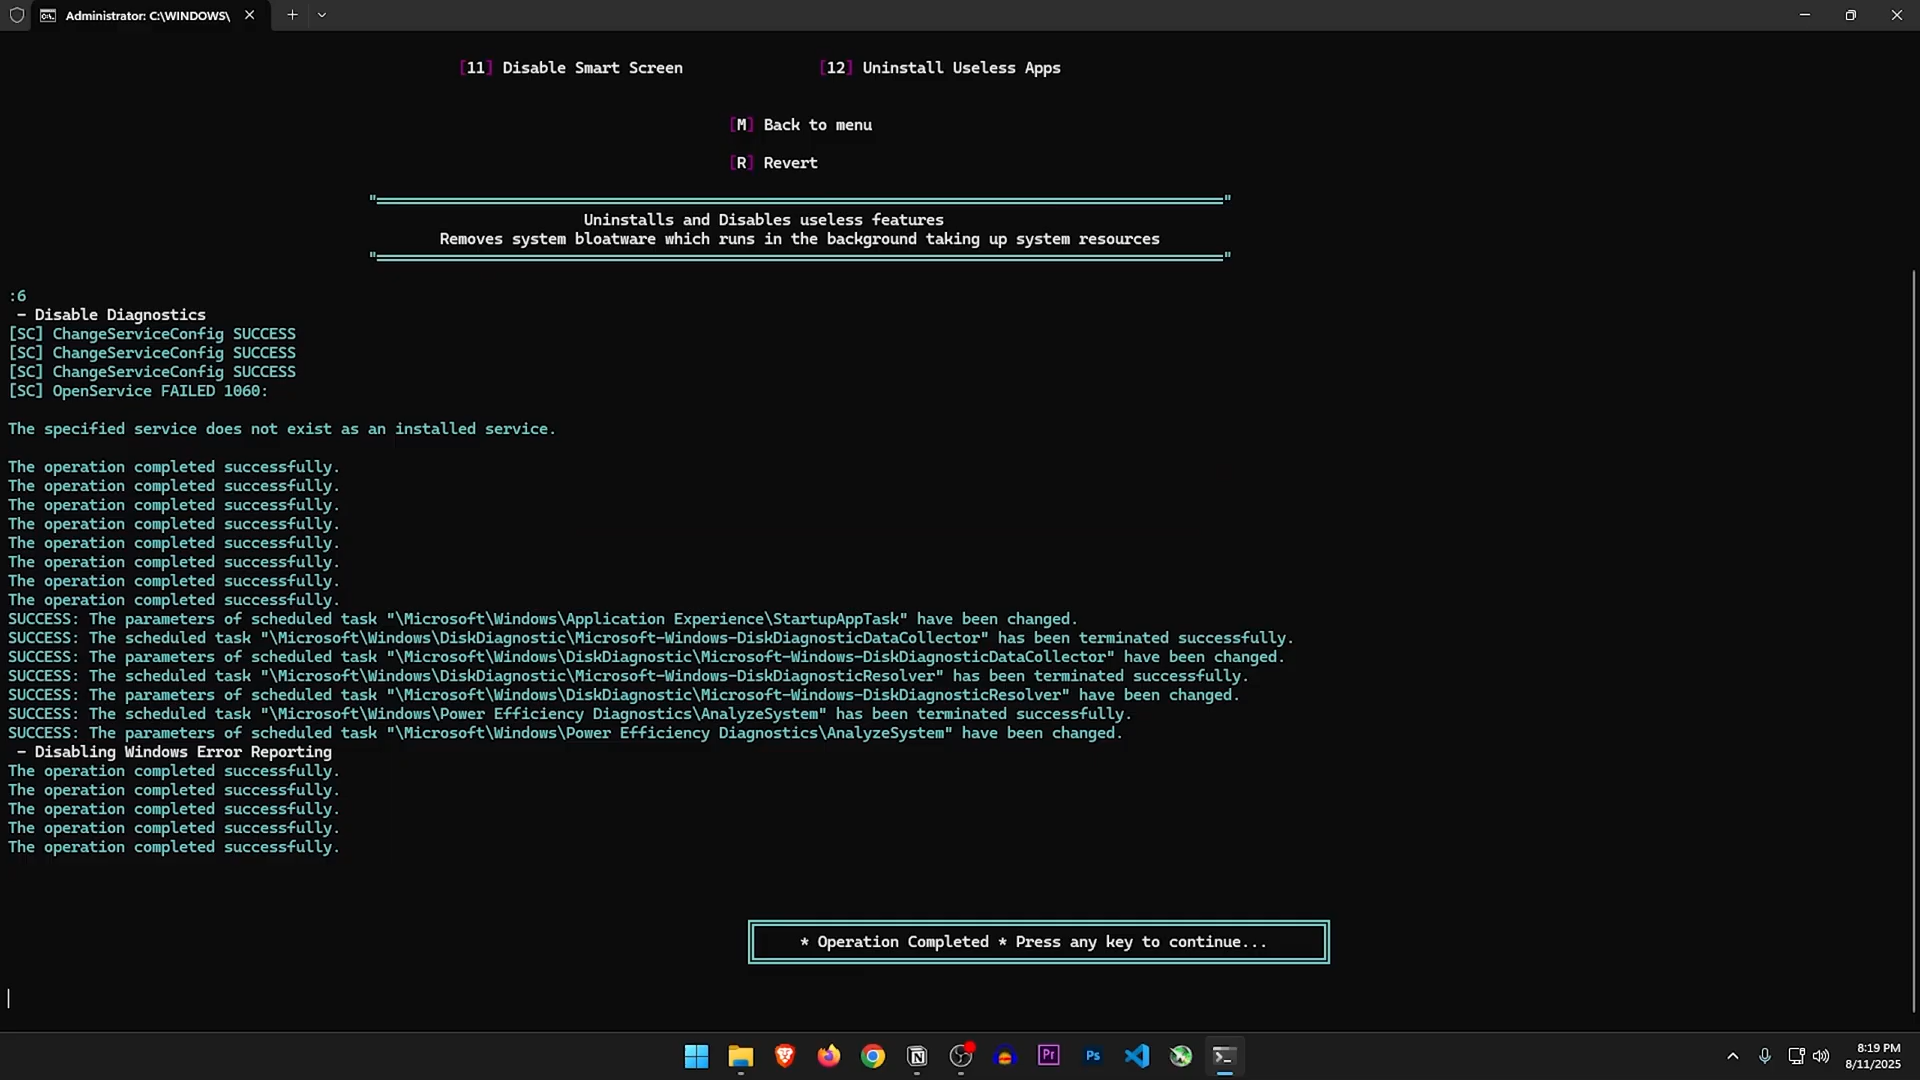 Administrator: C:\WINDOWS\
[11] Disable Smart Screen
[12] Uninstall Useless Apps
[M] Back to menu
[R] Revert
Uninstalls and Disables useless features
Removes system bloatware which runs in the background taking up system resources
:6
- Disable Diagnostics
[SC] ChangeServiceConfig SUCCESS
[SC] ChangeServiceConfig SUCCESS
[SC] ChangeServiceConfig SUCCESS
[SC] OpenService FAILED 1060:
The specified service does not exist as an installed service.
The operation completed successfully.
The operation completed successfully.
The operation completed successfully.
The operation completed successfully.
The operation completed successfully.
The operation completed successfully.
The operation completed successfully.
The operation completed successfully.
SUCCESS: The parameters of scheduled task "\Microsoft\Windows\Application Experience\StartupAppTask" have been changed.
SUCCESS: The scheduled task "\Microsoft\Windows\DiskDiagnostic\Microsoft-Windows-DiskDiagnosticDataCollector" has been terminated successfully.
SUCCESS: The parameters of scheduled task "\Microsoft\Windows\DiskDiagnostic\Microsoft-Windows-DiskDiagnosticDataCollector" have been changed.
SUCCESS: The scheduled task "\Microsoft\Windows\DiskDiagnostic\Microsoft-Windows-DiskDiagnosticResolver" has been terminated successfully.
SUCCESS: The parameters of scheduled task "\Microsoft\Windows\DiskDiagnostic\Microsoft-Windows-DiskDiagnosticResolver" have been changed.
SUCCESS: The scheduled task "\Microsoft\Windows\Power Efficiency Diagnostics\AnalyzeSystem" has been terminated successfully.
SUCCESS: The parameters of scheduled task "\Microsoft\Windows\Power Efficiency Diagnostics\AnalyzeSystem" have been changed.
- Disabling Windows Error Reporting
The operation completed successfully.
The operation completed successfully.
The operation completed successfully.
The operation completed successfully.
The operation completed successfully.
* Operation Completed * Press any key to continue...
Pr
Ps
8:19 PM
8/11/2025